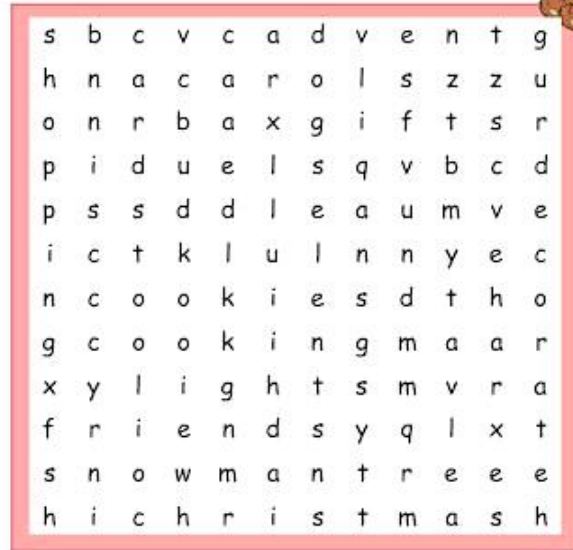 s b c v c a d v e n t g
h n a c a r o l s z z u
o n r b a x g i f t s r
p i d u e l s q v b c d
p s s d d l e a u m v e
i c t k l u l n n y e c
n c o o k i e s d t h o
g c o o k i n g m a a r
x y l i g h t s m v r a
f r i e n d s y q l x t
s n o w m a n t r e e e
h i c h r i s t m a s h